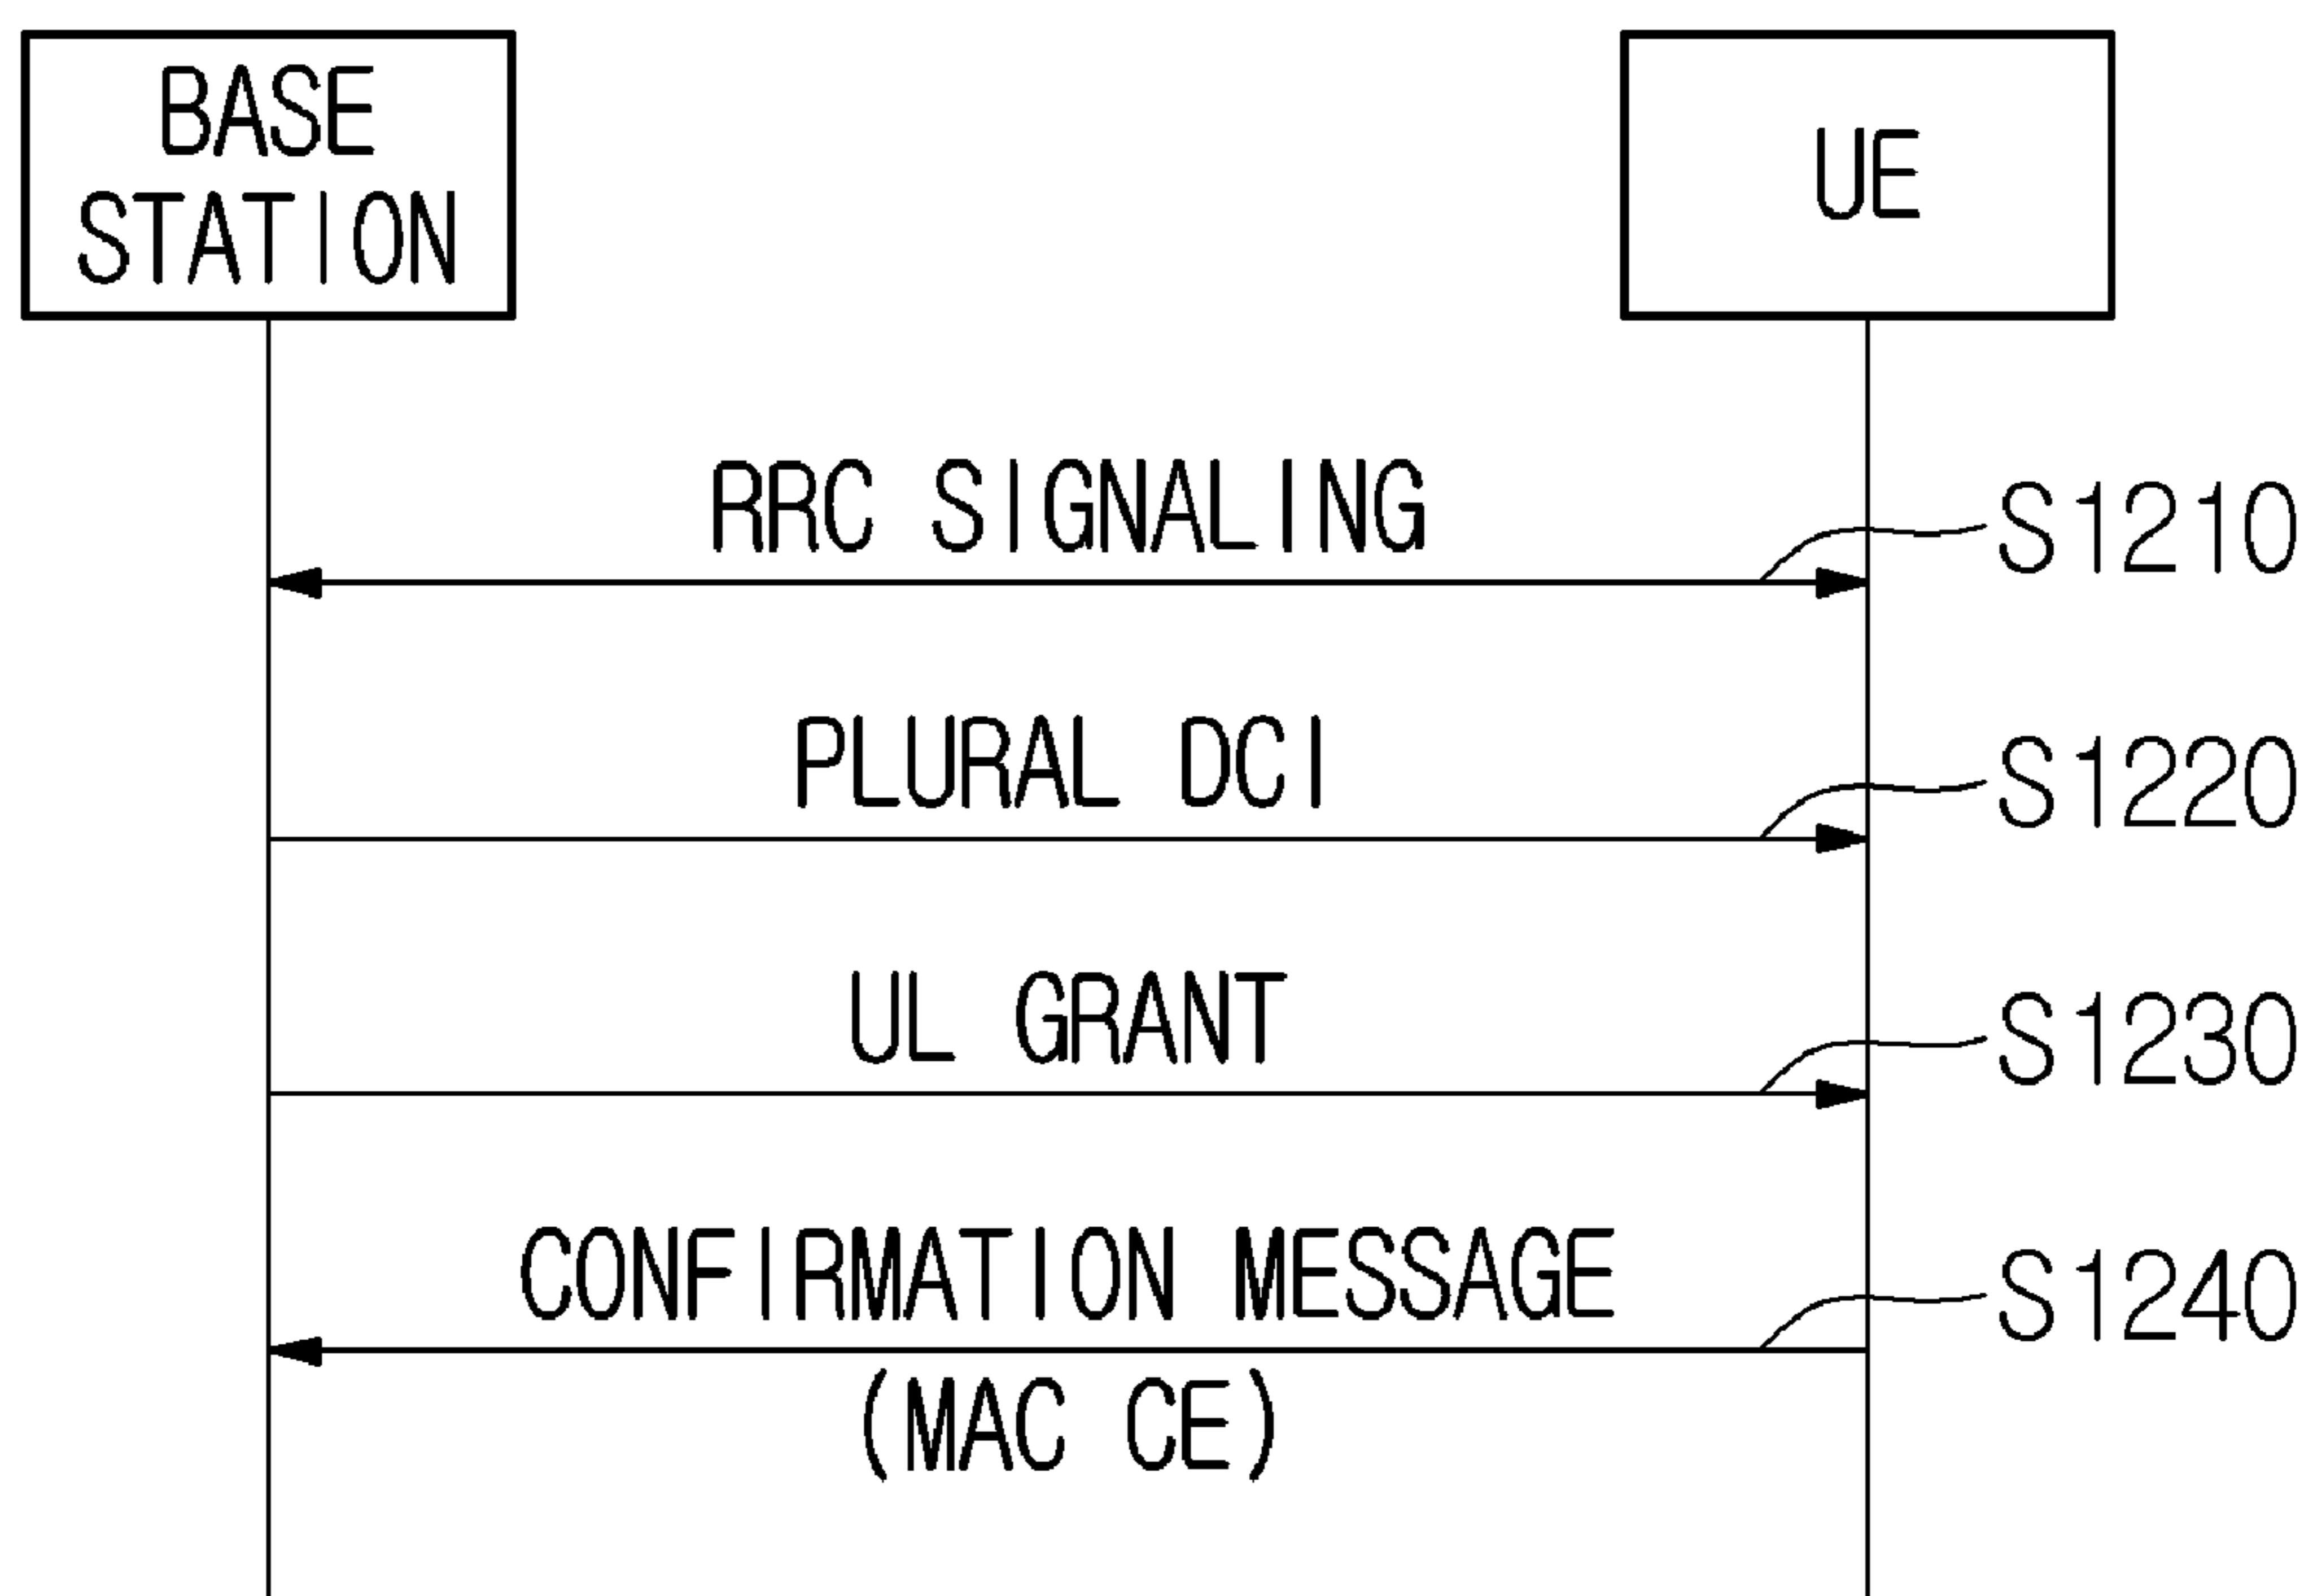 BASE
STATION
UE
RRC SIGNALING
S1210
PLURAL DCI
S1220
UL GRANT
S1230
CONFIRMATION MESSAGE
(MAC CE)
S1240